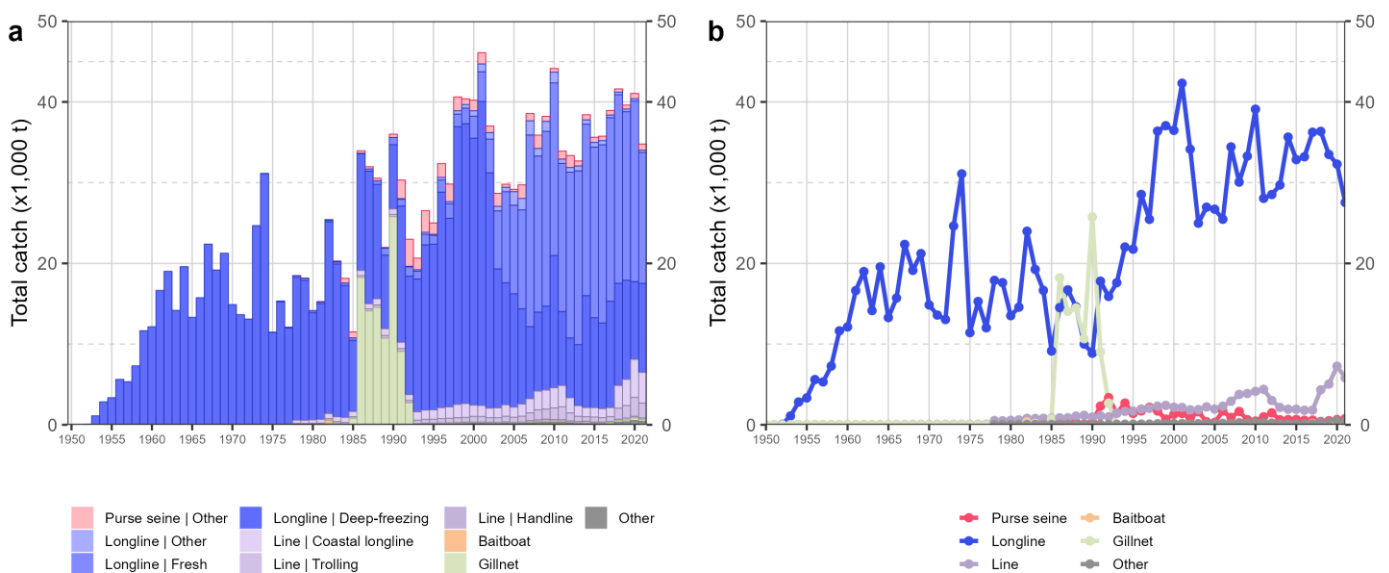 a
b
50
40
20
0
Total catch (x1,000 t)
50
40
20
0
1950 1955 1960 1965 1970 1975 1980 1985 1990 1995 2000 2005 2010 2015 2020
50
40
20
0
Total catch (x1,000 t)
50
40
20
0
1950 1955 1960 1965 1970 1975 1980 1985 1990 1995 2000 2005 2010 2015 2020
Purse seine | Other
Longline | Other
Longline | Fresh
Longline | Deep-freezing
Line | Coastal longline
Line | Trolling
Line | Handline
Baitboat
Gillnet
Other
Purse seine
Longline
Line
Baitboat
Gillnet
Other